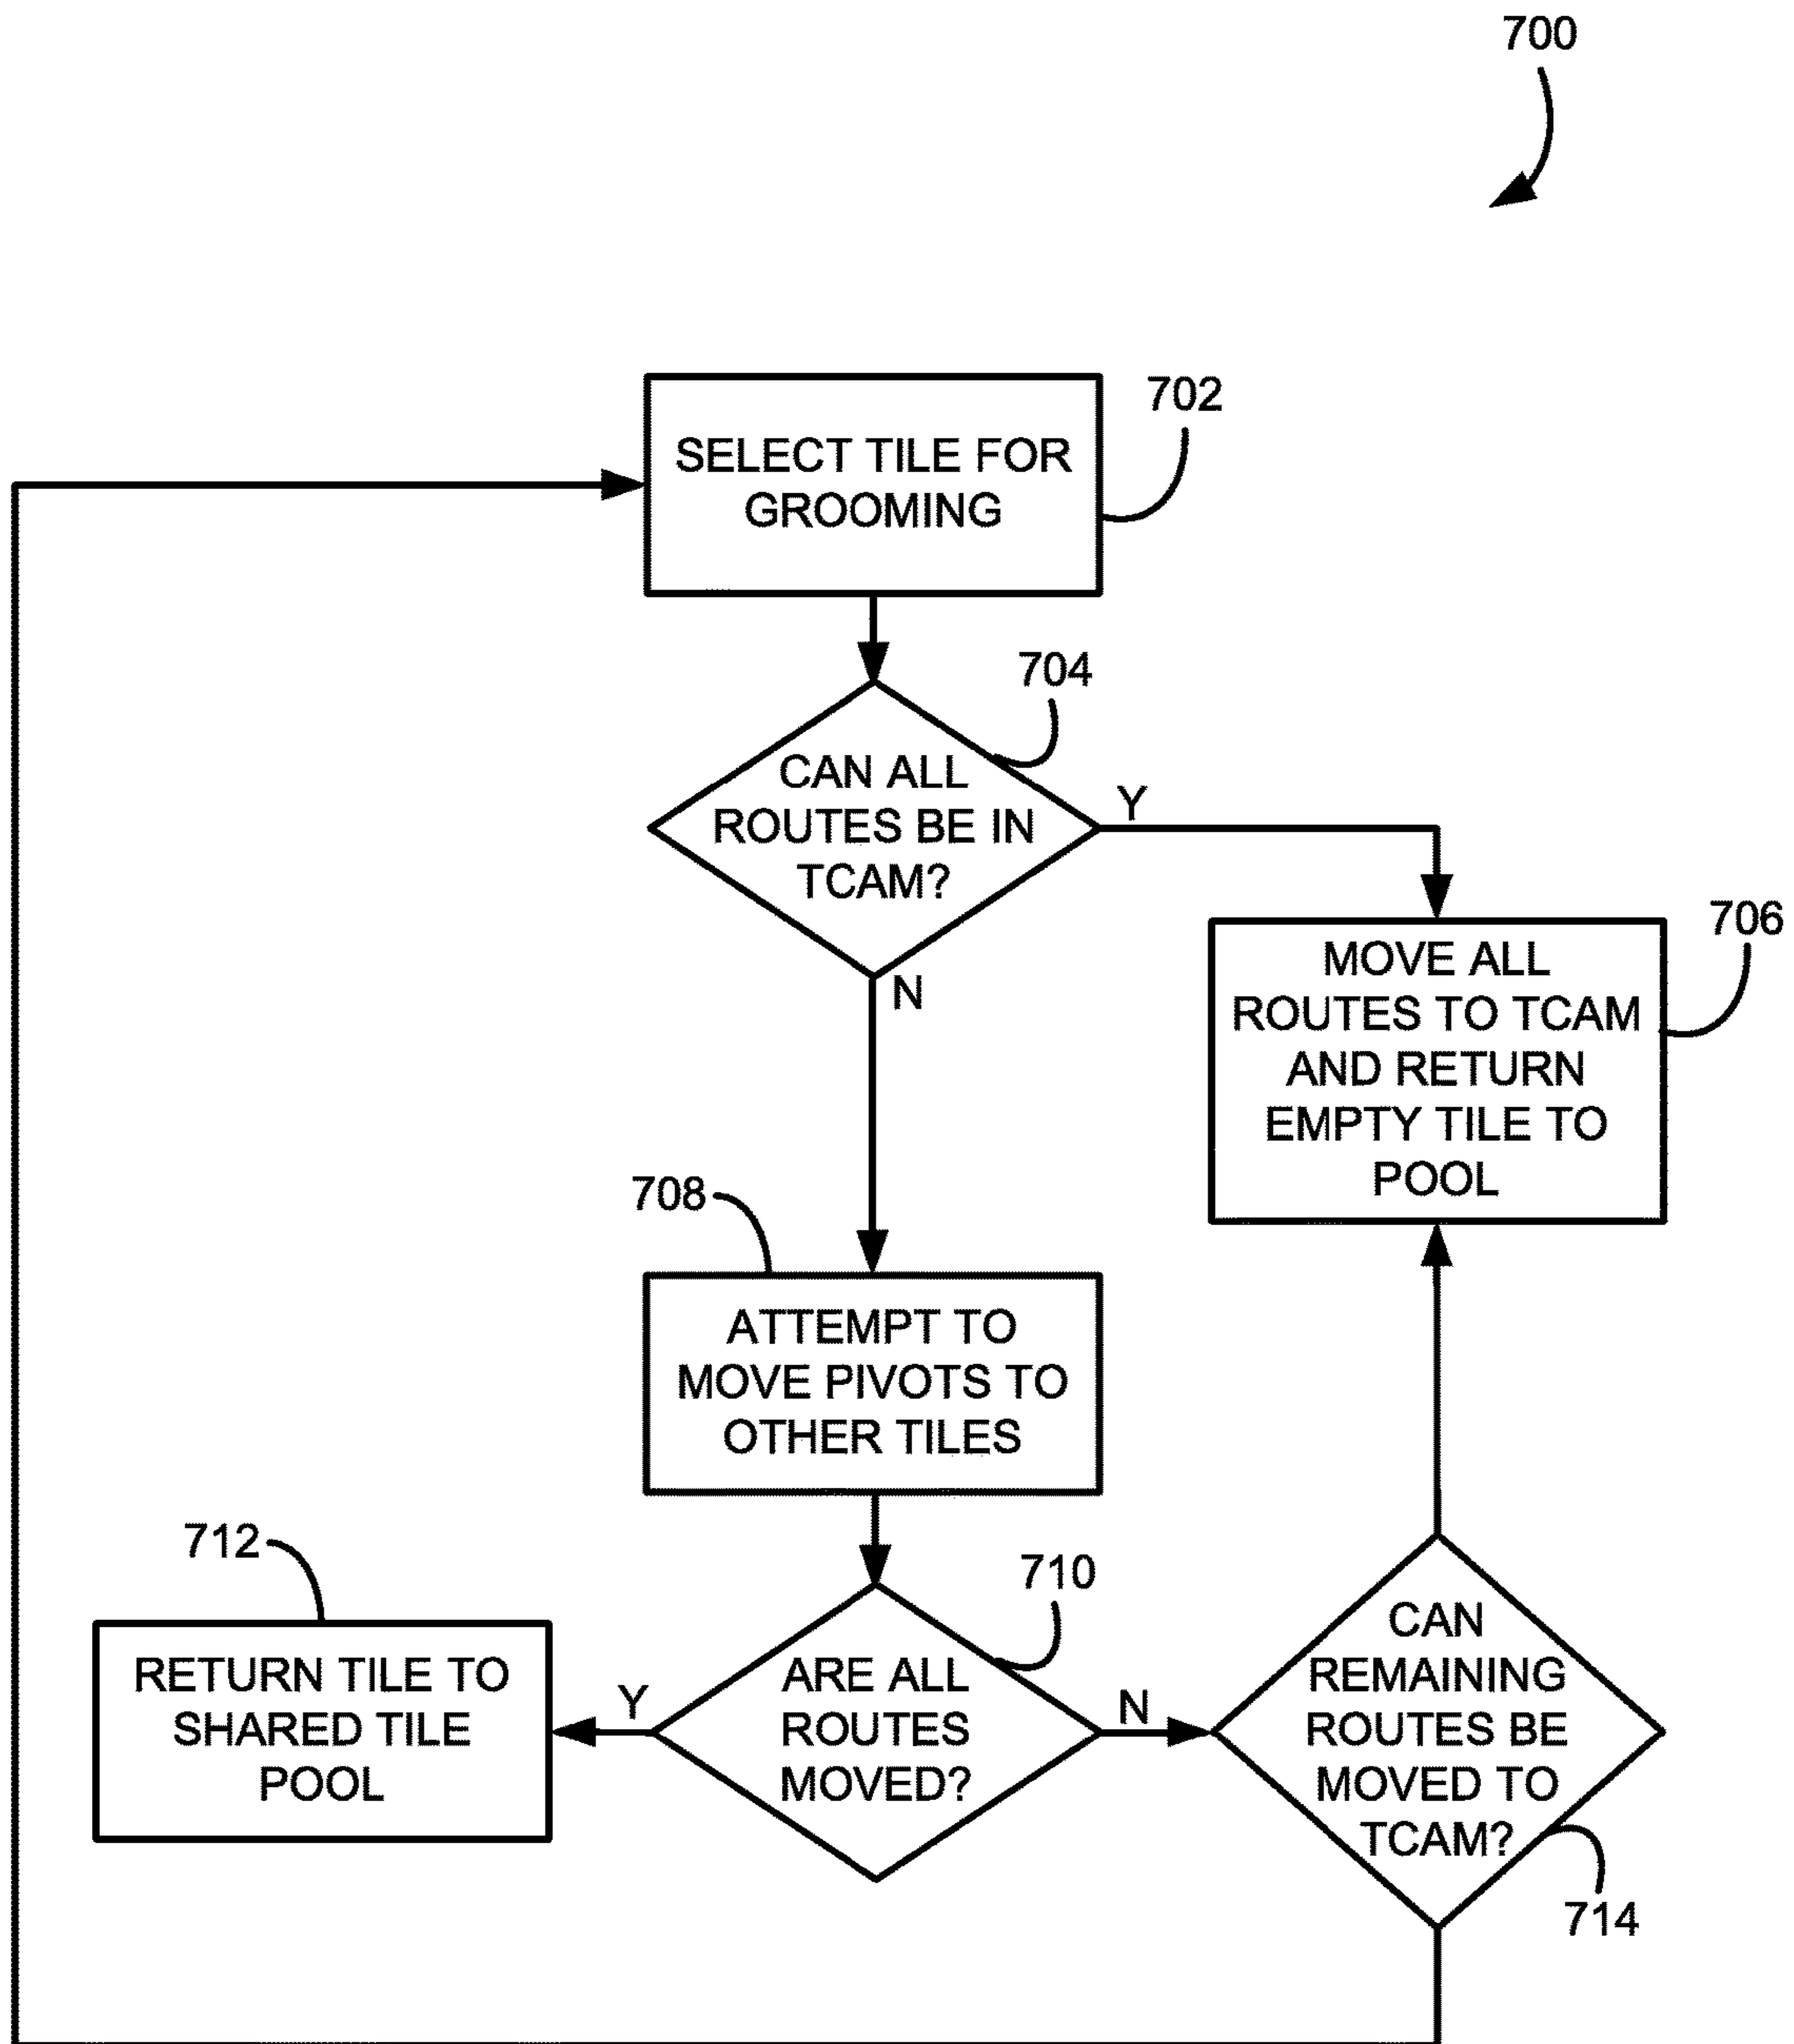 700
702
SELECT TILE FOR
GROOMING
704
CAN ALL
ROUTES BE IN
TCAM?
Y
N
706
MOVE ALL
ROUTES TO TCAM
AND RETURN
EMPTY TILE TO
POOL
708
ATTEMPT TO
MOVE PIVOTS TO
OTHER TILES
712
RETURN TILE TO
SHARED TILE
POOL
710
ARE ALL
ROUTES
MOVED?
Y
N
CAN
REMAINING
ROUTES BE
MOVED TO
TCAM?
714